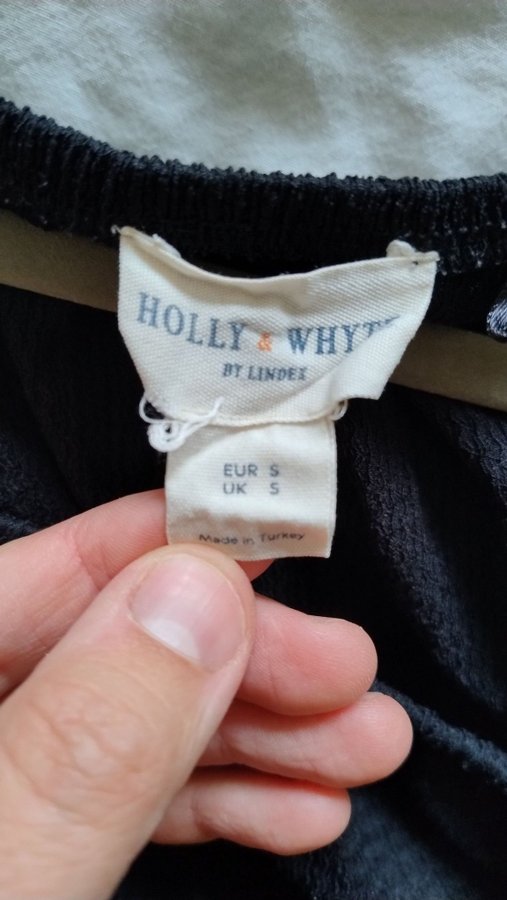 HOLLY & WHYTE
BY LINDEX
EUR S
UK S
Made in Turkey